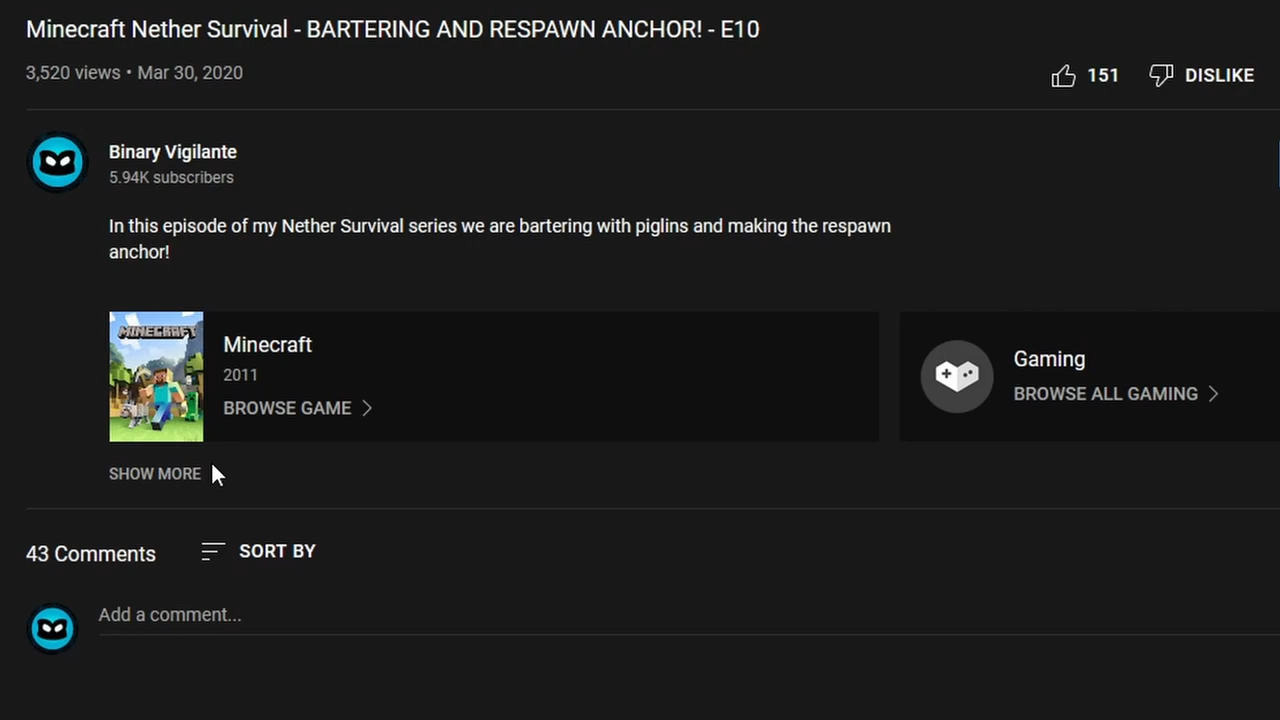 Minecraft Nether Survival - BARTERING AND RESPAWN ANCHOR! - E10
3,520 views • Mar 30, 2020
151
DISLIKE
Binary Vigilante
5.94K subscribers
In this episode of my Nether Survival series we are bartering with piglins and making the respawn
anchor!
MINECRAFT
Minecraft
2011
BROWSE GAME
Gaming
BROWSE ALL GAMING
SHOW MORE
43 Comments
SORT BY
Add a comment...